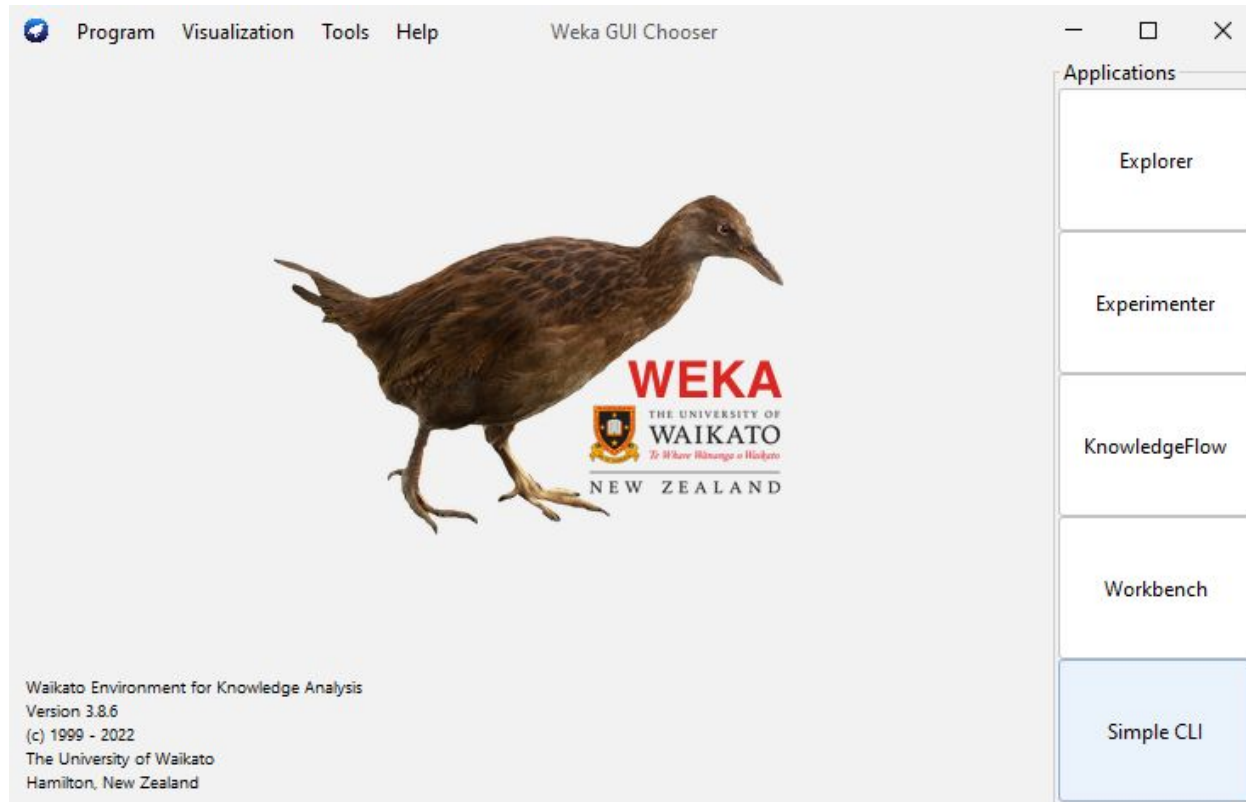 Program Visualization Tools Help Weka GUI Chooser
Applications
Explorer
Experimenter
KnowledgeFlow
Workbench
Simple CLI
WEKA
THE UNIVERSITY OF
WAIKATO
Te Whare Wānanga o Waikato
NEW ZEALAND
Waikato Environment for Knowledge Analysis
Version 3.8.6
(c) 1999 - 2022
The University of Waikato
Hamilton, New Zealand